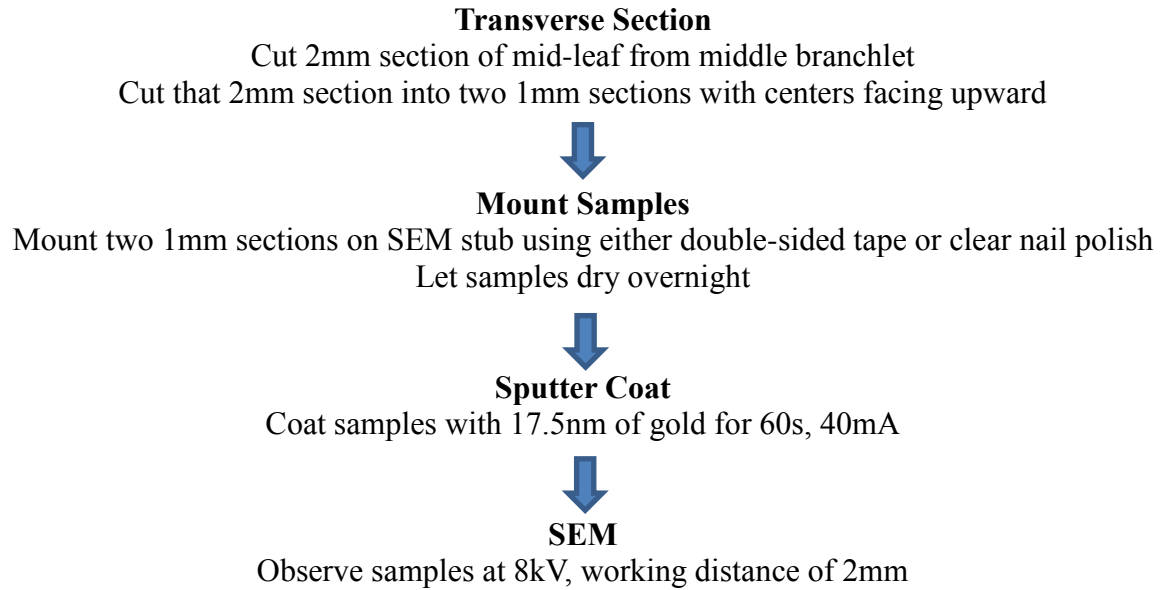 Transverse Section
Cut 2mm section of mid-leaf from middle branchlet
Cut that 2mm section into two 1mm sections with centers facing upward
Mount Samples
Mount two 1mm sections on SEM stub using either double-sided tape or clear nail polish
Let samples dry overnight
Sputter Coat
Coat samples with 17.5nm of gold for 60s, 40mA
SEM
Observe samples at 8kV, working distance of 2mm